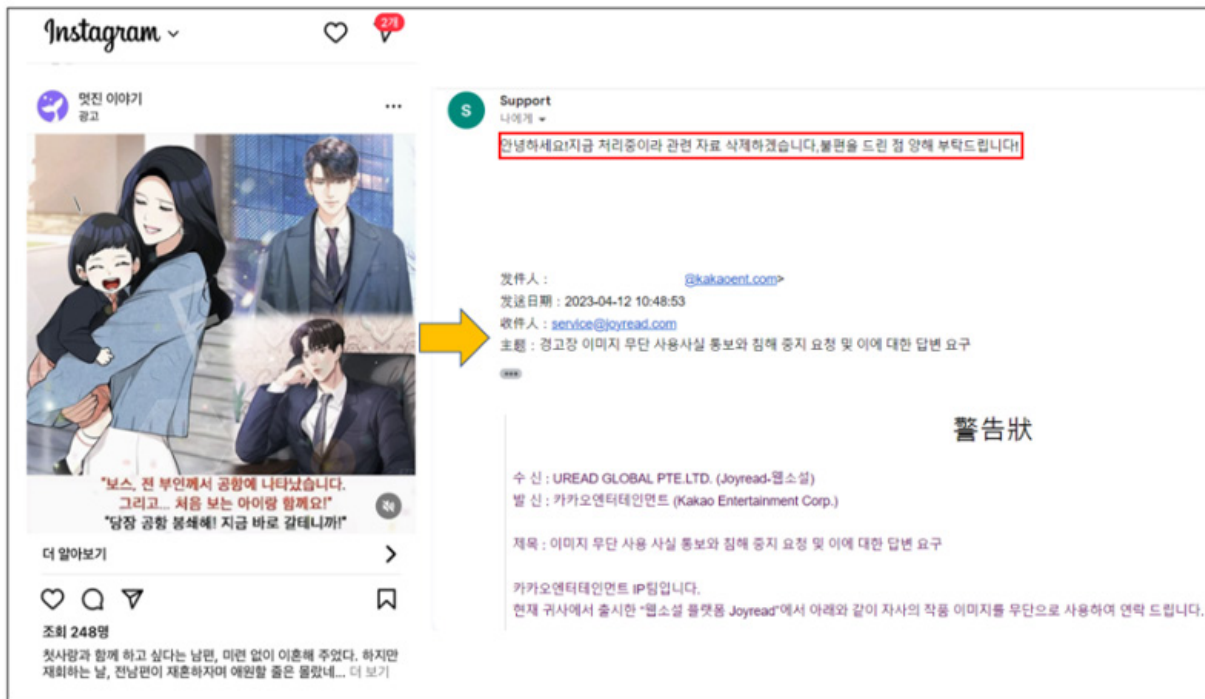 Instagram
2개
멋진 이야기
광고
"보스, 전 부인께서 공항에 나타났습니다.
그리고... 처음 보는 아이랑 함께요!"
"당장 공항 봉쇄해! 지금 바로 갈테니까!"
더 알아보기
조회 248명
첫사랑과 함께 하고 싶다는 남편, 미련 없이 이혼해 주었다. 하지만
재회하는 날, 전남편이 재혼하자며 애원할 줄은 몰랐네... 더 보기
S
Support
나에게
안녕하세요!지금 처리중이라 관련 자료 삭제하겠습니다,불편을 드린 점 양해 부탁드립니다!
发件人 : @kakaoent.com>
发送日期 : 2023-04-12 10:48:53
收件人 : service@joyread.com
主题 : 경고장 이미지 무단 사용사실 통보와 침해 중지 요청 및 이에 대한 답변 요구
警告狀
수 신 : UREAD GLOBAL PTE.LTD. (Joyread-웹소설)
발 신 : 카카오엔터테인먼트 (Kakao Entertainment Corp.)
제목 : 이미지 무단 사용 사실 통보와 침해 중지 요청 및 이에 대한 답변 요구
카카오엔터테인먼트 IP팀입니다.
현재 귀사에서 출시한 "웹소설 플랫폼 Joyread"에서 아래와 같이 자사의 작품 이미지를 무단으로 사용하여 연락 드립니다.